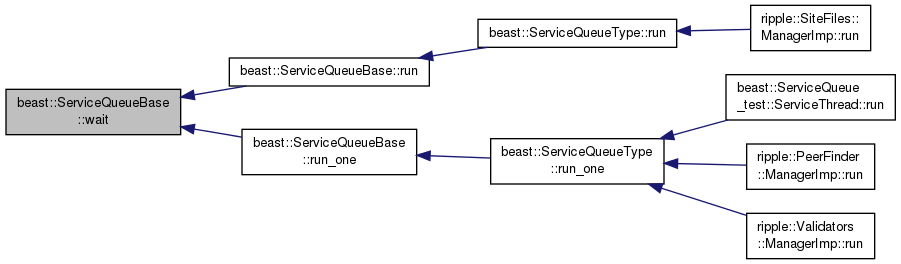 beast::ServiceQueueBase
::wait
beast::ServiceQueueBase::run
beast::ServiceQueueType::run
ripple::SiteFiles::
ManagerImp::run
beast::ServiceQueueBase
::run_one
beast::ServiceQueueType
::run_one
beast::ServiceQueue
_test::ServiceThread::run
ripple::PeerFinder
::ManagerImp::run
ripple::Validators
::ManagerImp::run